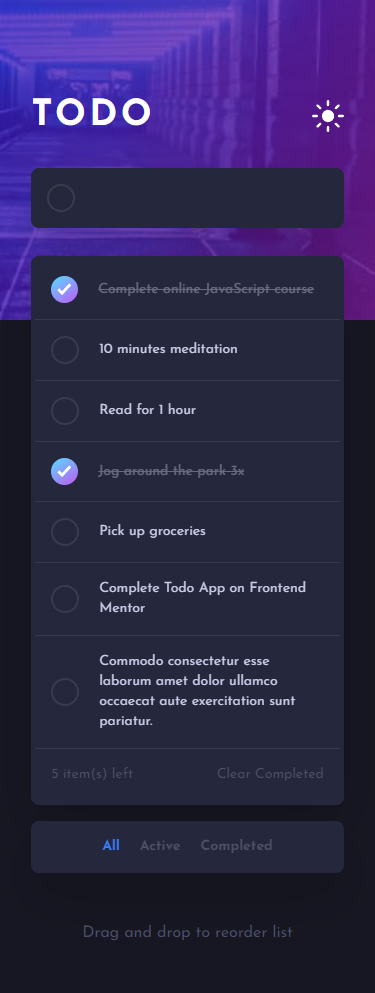 TODO
Complete online JavaScript course
10 minutes meditation
Read for 1 hour
Jog around the park 3x
Pick up groceries
Complete Todo App on Frontend
Mentor
Commodo consectetur esse
laborum amet dolor ullamco
occaecat aute exercitation sunt
pariatur.
5 item(s) left Clear Completed
All Active Completed
Drag and drop to reorder list